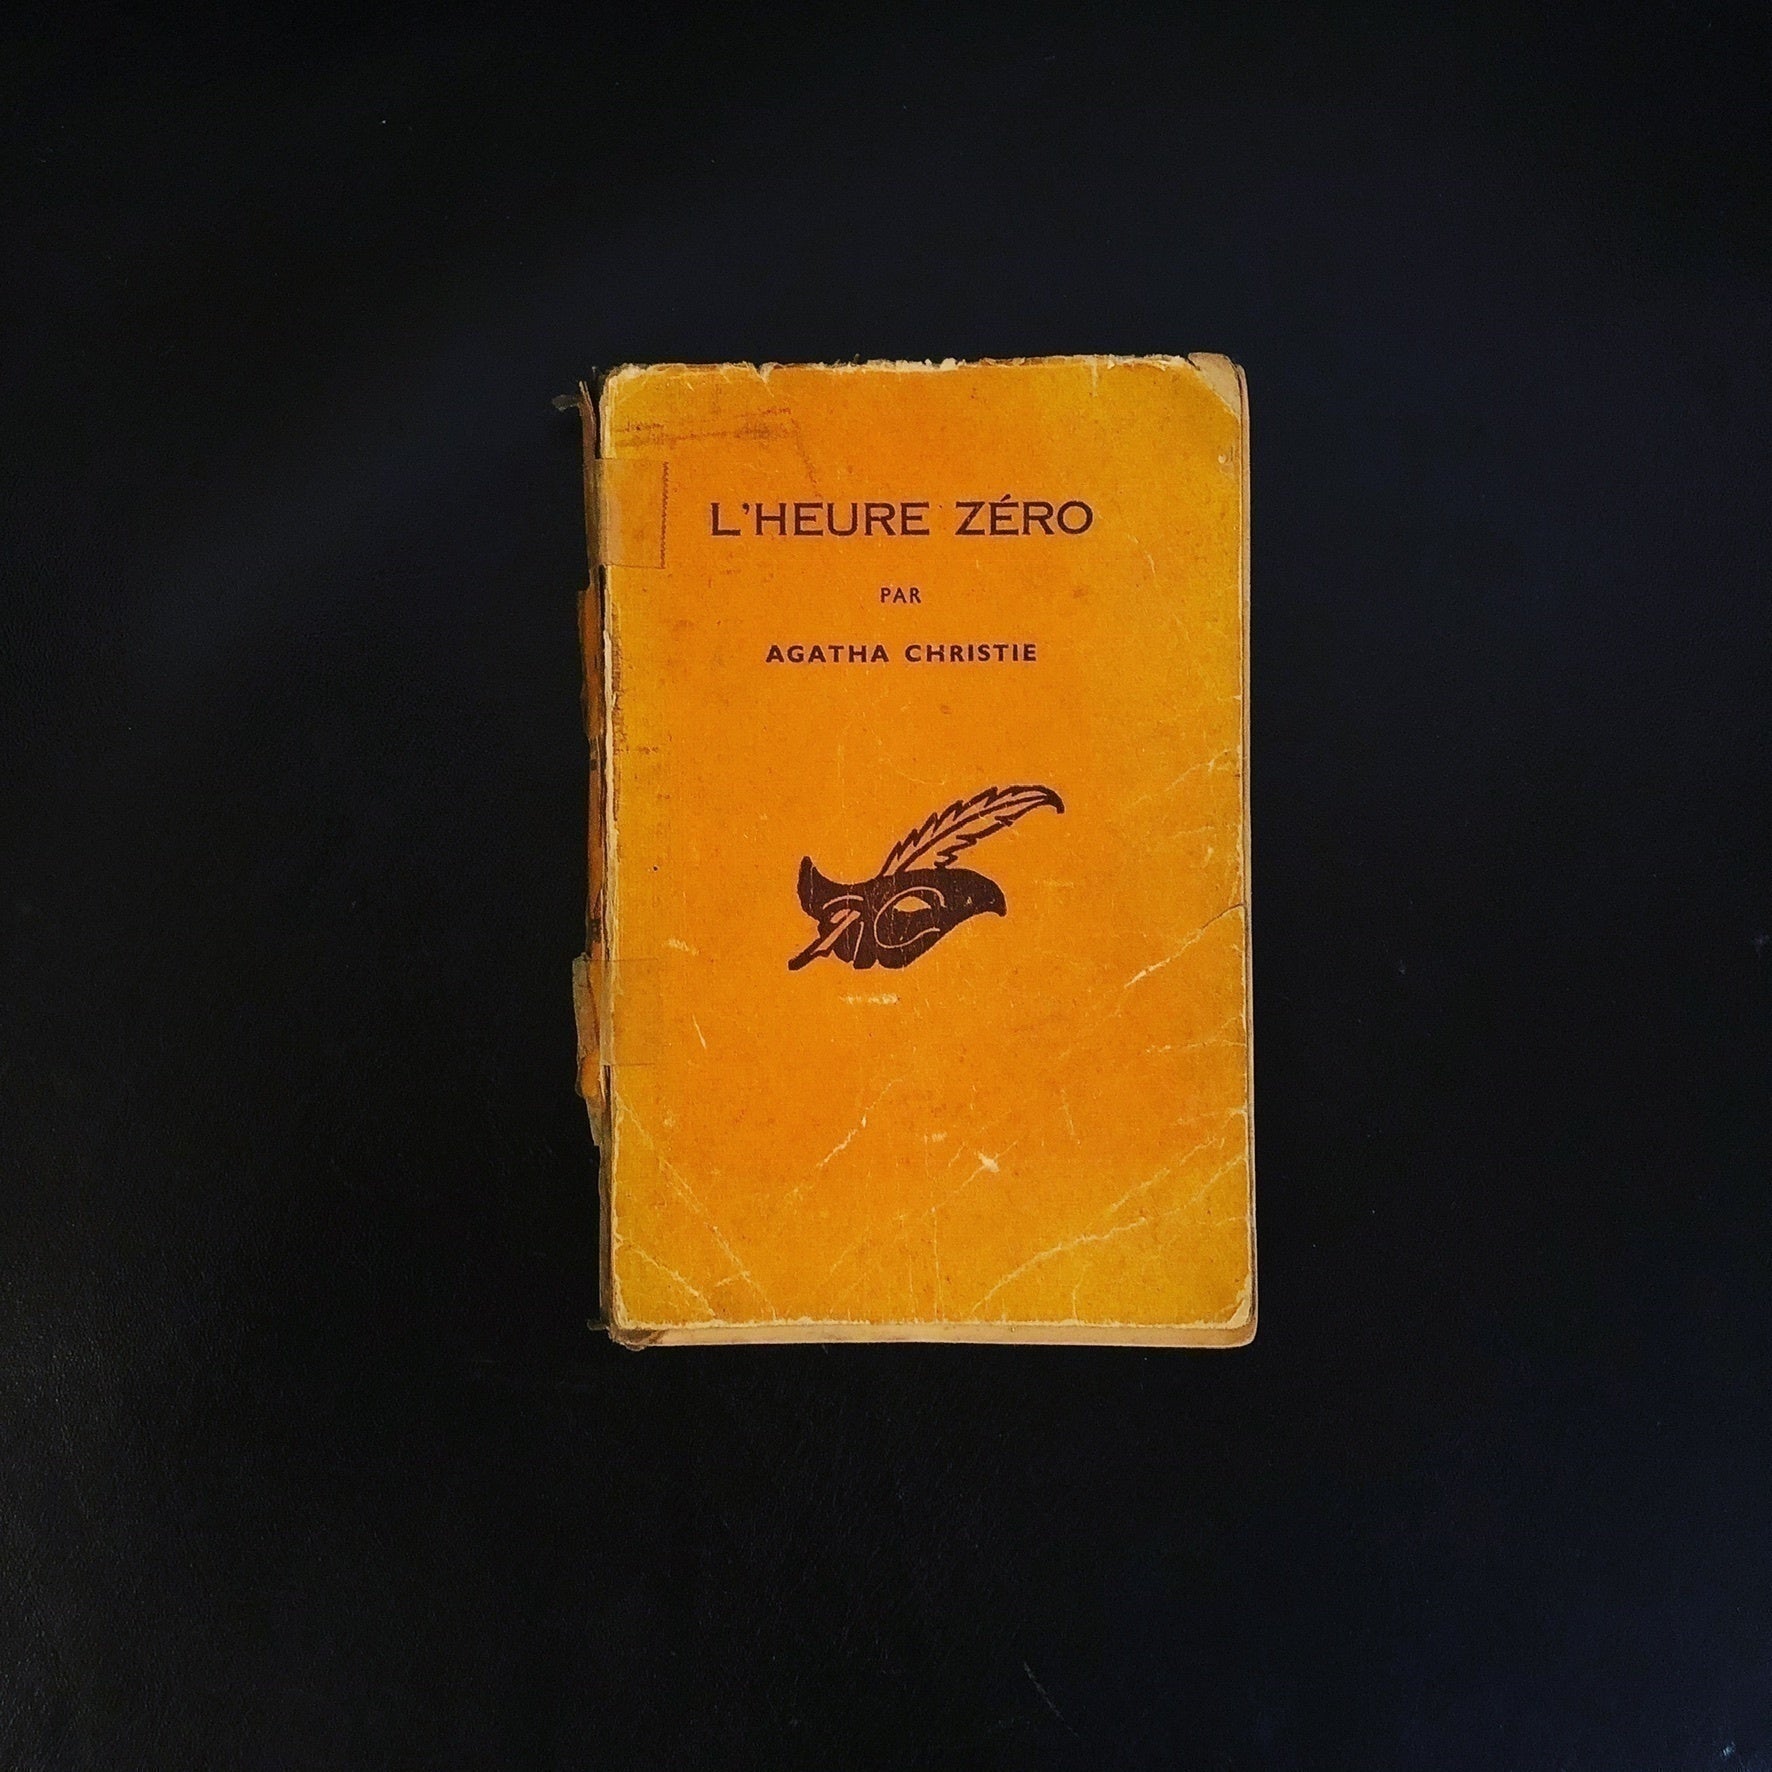 L'HEURE ZÉRO
PAR
AGATHA CHRISTIE